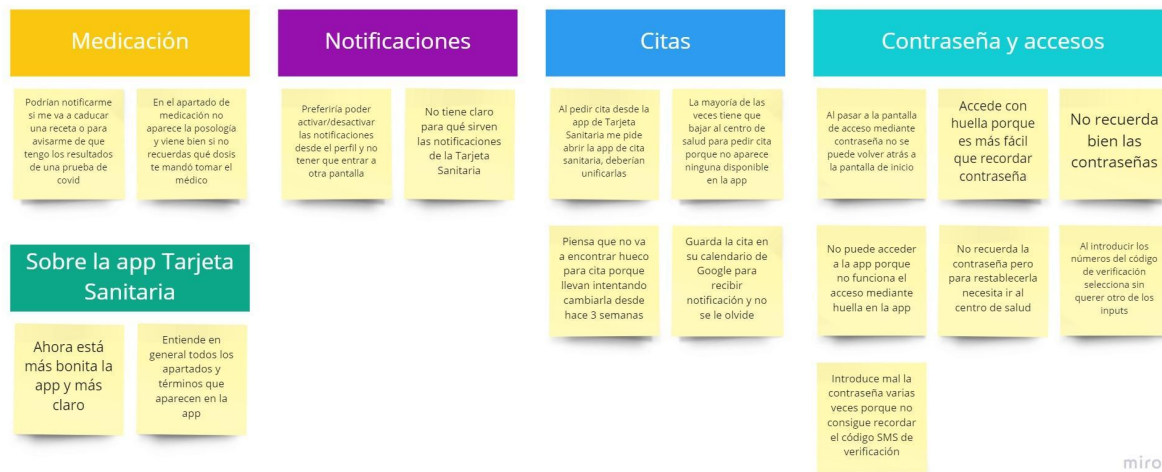 Medicación
Podrían notificarme
si me va a caducar
una receta o para
avisarme de que
tengo los resultados
de una prueba de
covid
En el apartado de
medicación no
aparece la posología
y viene bien si no
recuerdas qué dosis
te mandó tomar el
médico
Notificaciones
Preferiría poder
activar/desactivar
las notificaciones
desde el perfil y no
tener que entrar a
otra pantalla
No tiene claro
para qué sirven
las notificaciones
de la Tarjeta
Sanitaria
Citas
Al pedir cita desde la
app de Tarjeta
Sanitaria me pide
abrir la app de cita
sanitaria, deberían
unificarlas
La mayoría de las
veces tiene que
bajar al centro de
salud para pedir cita
porque no aparece
ninguna disponible
en la app
Piensa que no va
a encontrar hueco
para cita porque
llevan intentando
cambiarla desde
hace 3 semanas
Guarda la cita en
su calendario de
Google para
recibir
notificación y no
se le olvide
Contraseña y accesos
Al pasar a la pantalla
de acceso mediante
contraseña no se
puede volver atrás a
la pantalla de inicio
Accede con
huella porque
es más fácil
que recordar
contraseña
No recuerda
bien las
contraseñas
No puede acceder
a la app porque
no funciona el
acceso mediante
huella en la app
No recuerda la
contraseña pero
para restablecerla
necesita ir al
centro de salud
Al introducir los
números del código
de verificación
selecciona sin
querer otro de los
inputs
Introduce mal la
contraseña varias
veces porque no
consigue recordar
el código SMS de
verificación
Sobre la app Tarjeta
Sanitaria
Ahora está
más bonita la
app y más
claro
Entiende en
general todos los
apartados y
términos que
aparecen en la
app
miro